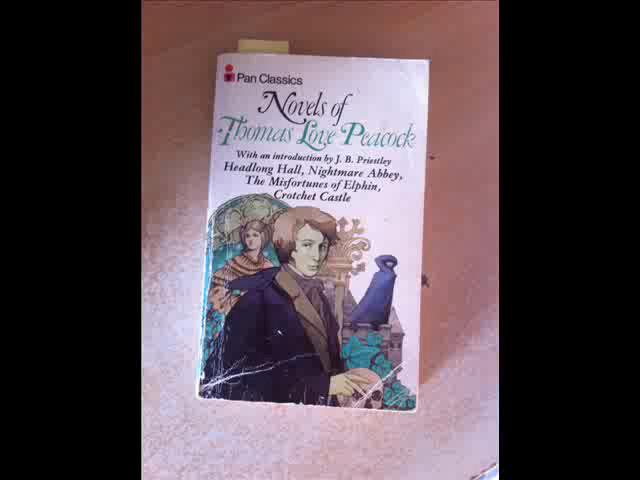 Pan Classics
Novels of
Thomas Love Peacock
With an introduction by J. B. Priestley
Headlong Hall, Nightmare Abbey,
The Misfortunes of Elphin,
Crotchet Castle